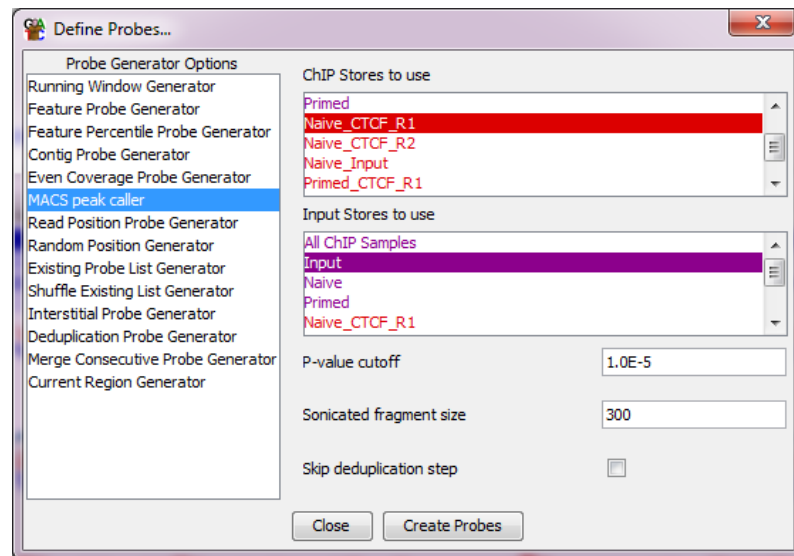 Define Probes...
Probe Generator Options
Running Window Generator
Feature Probe Generator
Feature Percentile Probe Generator
Contig Probe Generator
Even Coverage Probe Generator
MACS peak caller
Read Position Probe Generator
Random Position Generator
Existing Probe List Generator
Shuffle Existing List Generator
Interstitial Probe Generator
Deduplication Probe Generator
Merge Consecutive Probe Generator
Current Region Generator
ChIP Stores to use
Primed
Naive_CTCF_R1
Naive_CTCF_R2
Naive_Input
Primed_CTCF_R1
Input Stores to use
All ChIP Samples
Input
Naive
Primed
Naive_CTCF_R1
P-value cutoff 1.0E-5
Sonicated fragment size 300
Skip deduplication step
Close Create Probes